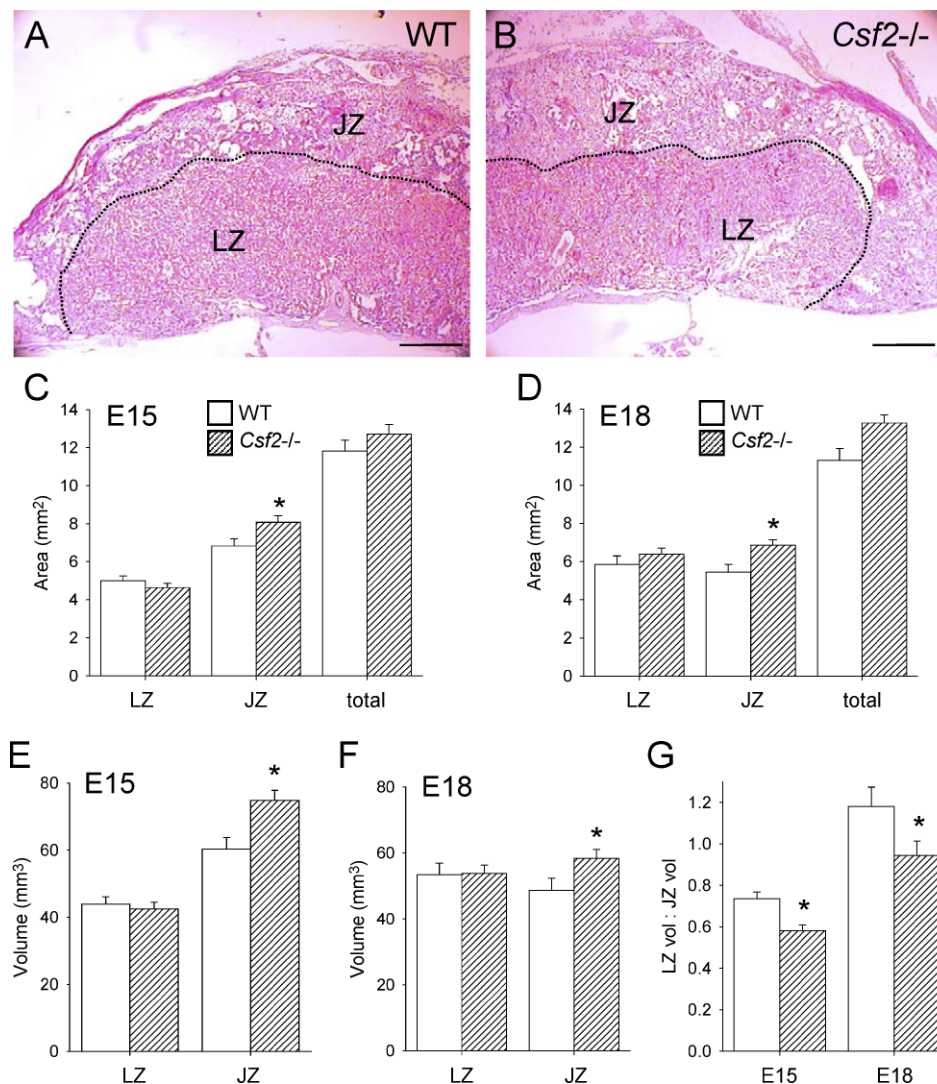 A WT
JZ
LZ
B Csf2-/-
JZ
LZ
C
E15
WT
Csf2-/-
Area (mm²)
14
12
10
8
6
4
2
0
*
LZ JZ total
D
E18
WT
Csf2-/-
Area (mm²)
14
12
10
8
6
4
2
0
*
LZ JZ total
E
E15
Volume (mm³)
80
60
40
20
0
*
LZ JZ
F
E18
Volume (mm³)
80
60
40
20
0
*
LZ JZ
G
LZ vol : JZ vol
1.2
1.0
0.8
0.6
0.4
0.2
0.0
*
*
E15 E18